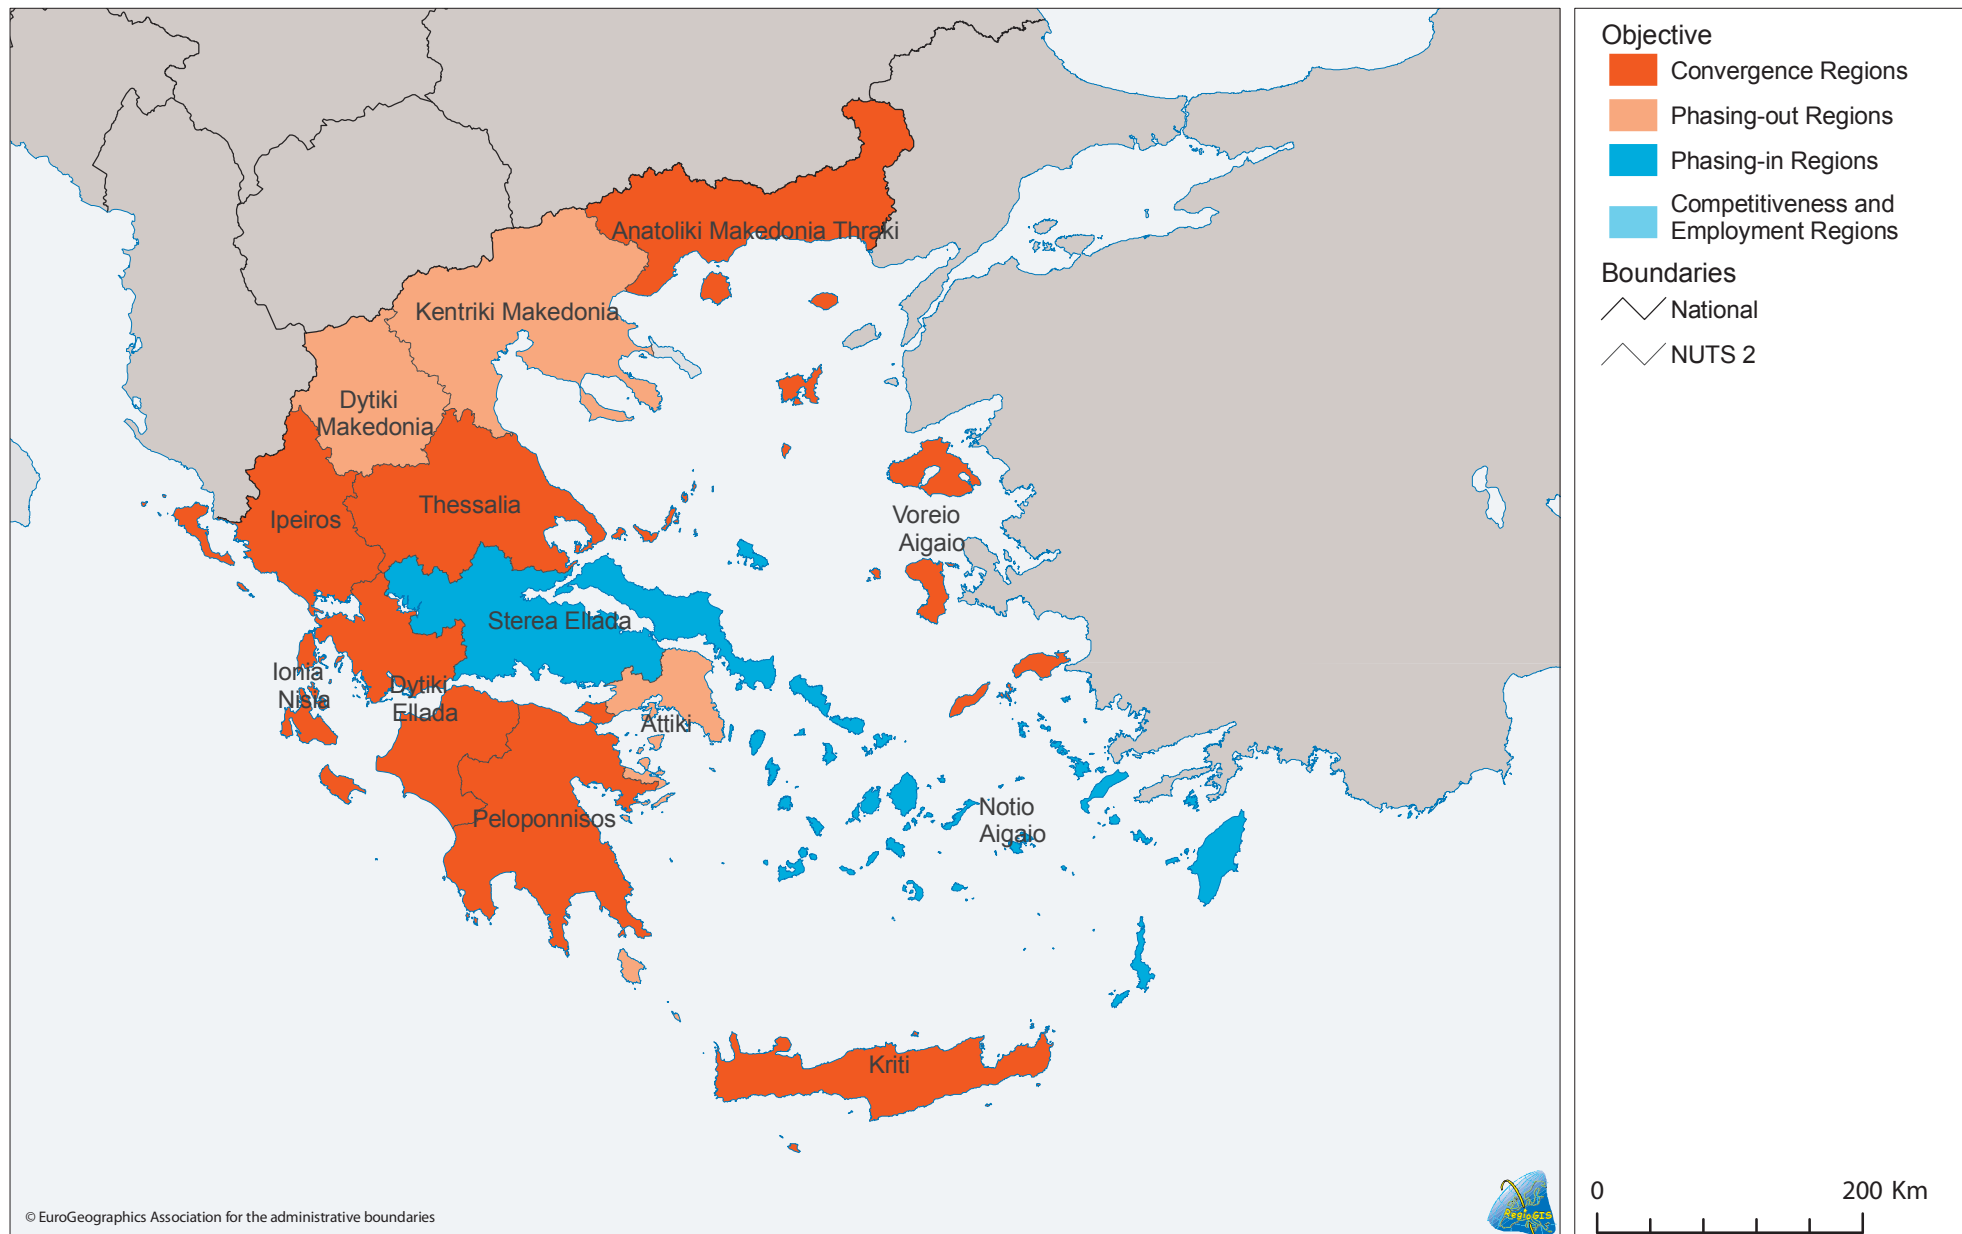 Anatoliki Makedonia Thraki
Kentriki Makedonia
Dytiki
Makedonia
Thessalia
Ipeiros
Voreio
Aigaio
Sterea Ellada
Ionia
Nisia
Dytiki
Ellada
Attiki
Notio
Aigaio
Peloponnisos
Kriti
© EuroGeographics Association for the administrative boundaries
RegioGIS
Objective
Convergence Regions
Phasing-out Regions
Phasing-in Regions
Competitiveness and
Employment Regions
Boundaries
National
NUTS 2
0 200 Km